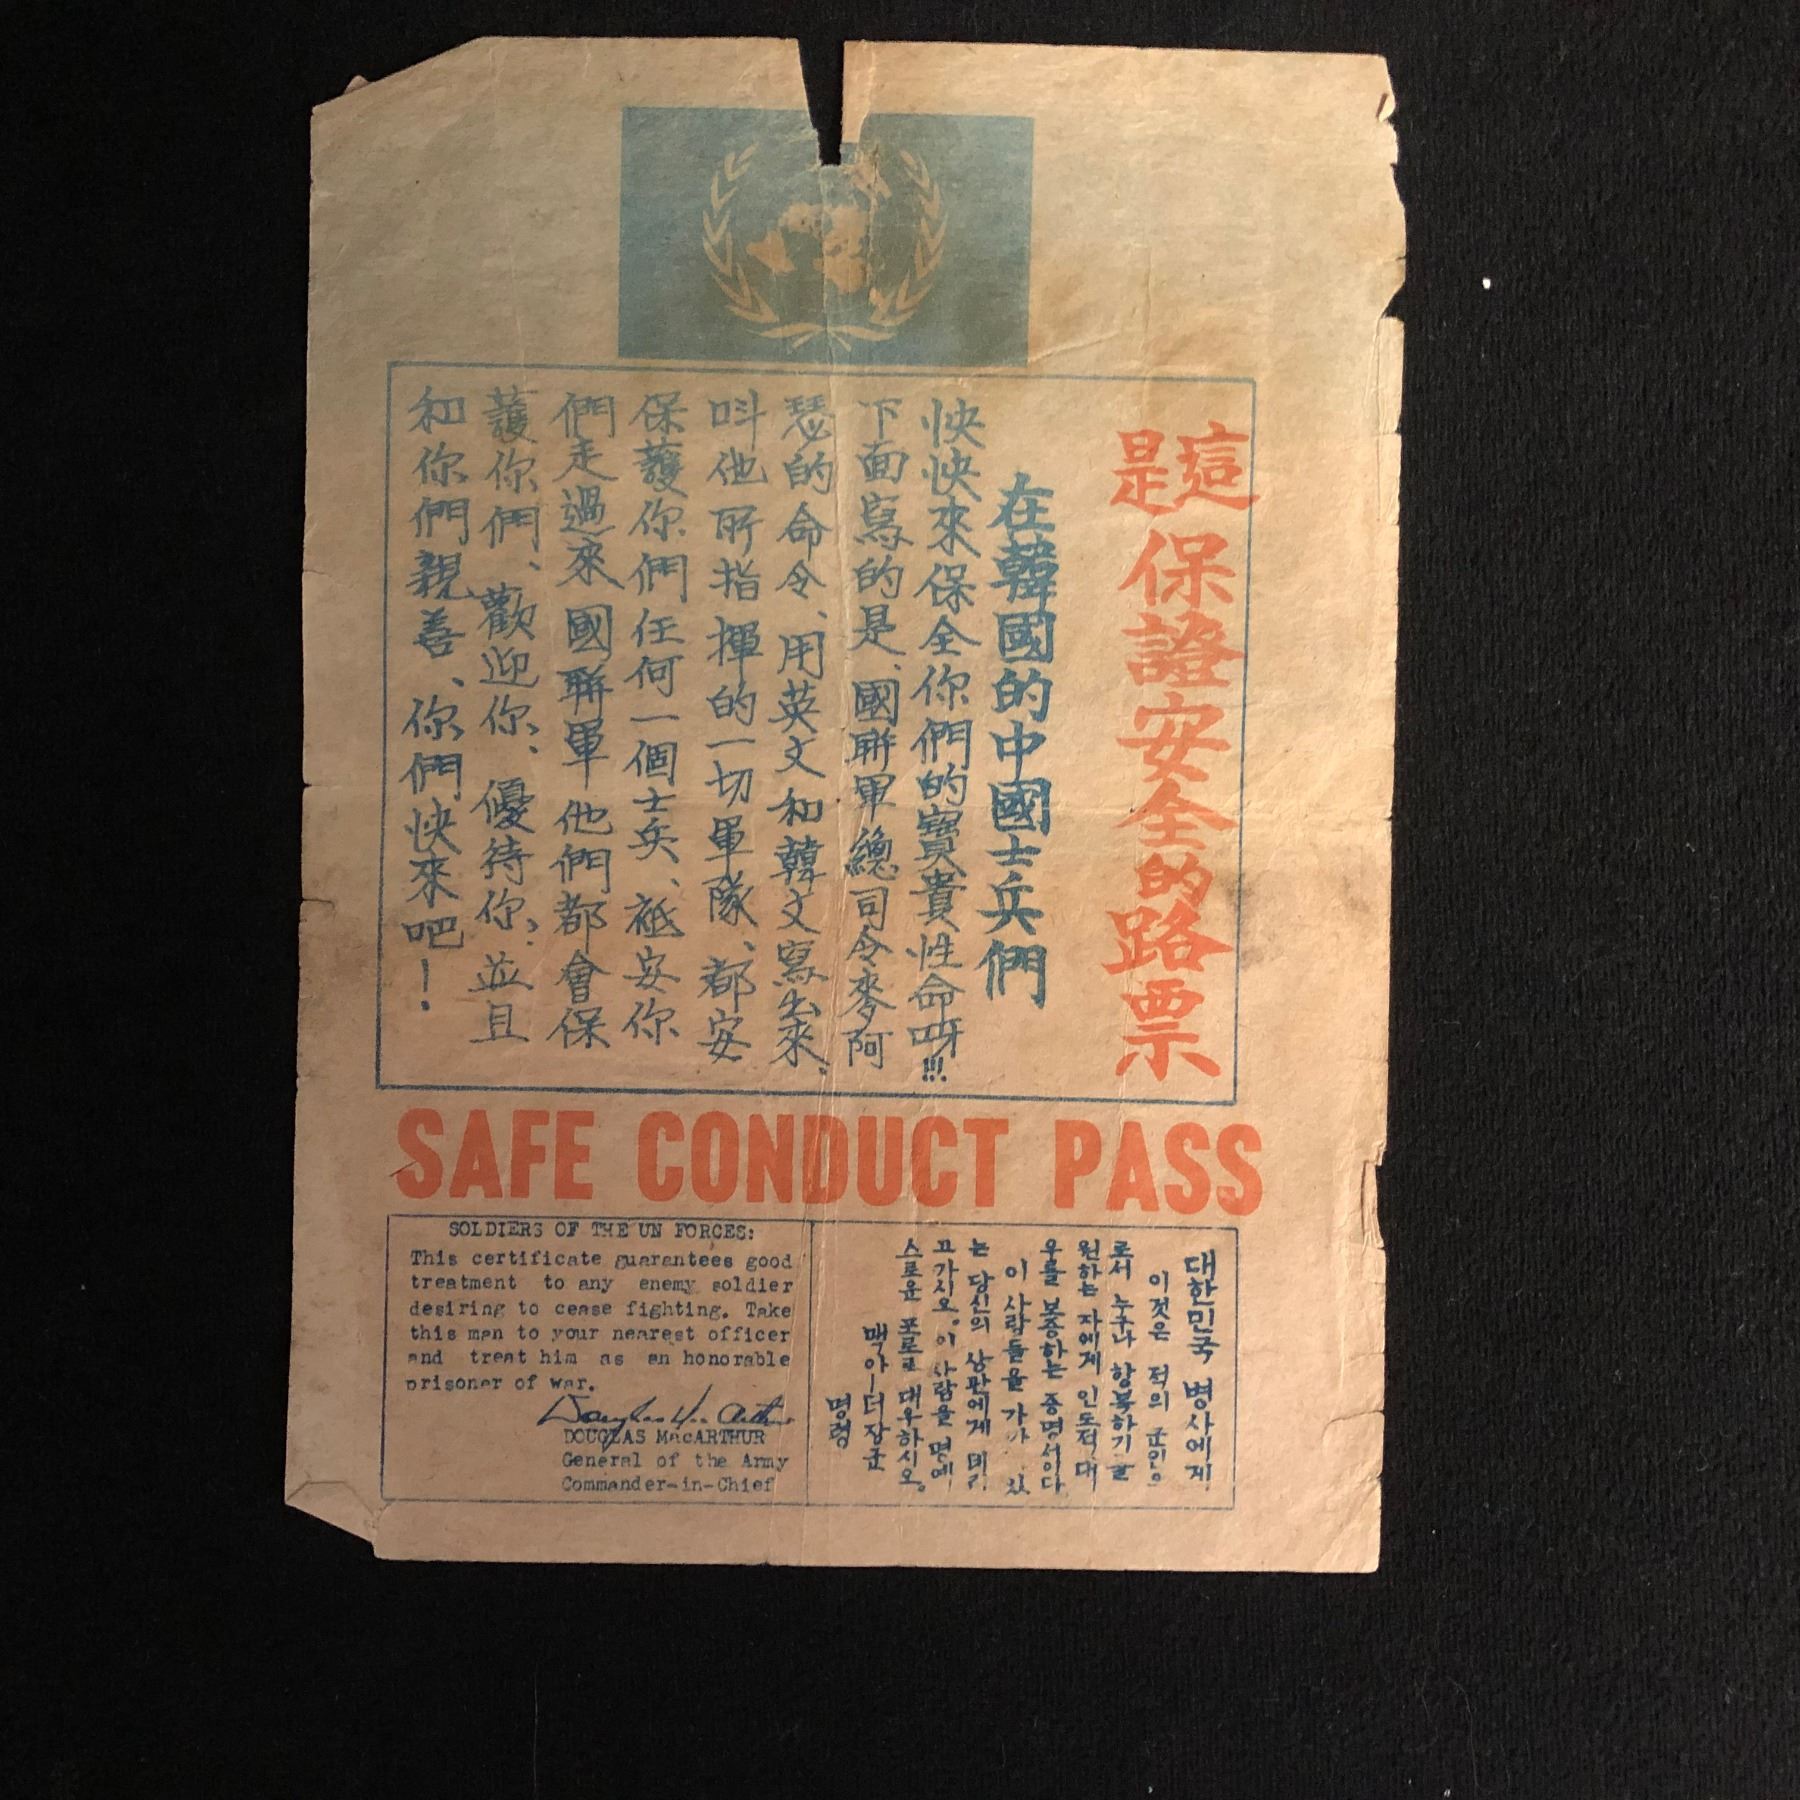 這是保證安全的路票
在韓國的中國士兵們
快快來保全你們的寶貴性命呀!!!
下面寫的是、國聯軍總司令麥阿
瑟的命令、用英文和韓文寫出來、
叫他所指揮的一切軍隊、都安
保護你們任何一個士兵、祗安你
們走過來國聯軍他們都會保
護你們、歡迎你、優待你、並且
和你們親善、你們快來吧!
SAFE CONDUCT PASS
SOLDIERS OF THE UN FORCES:
This certificate guarantees good
treatment to any enemy soldier
desiring to cease fighting. Take
this man to your nearest officer
and treat him as an honorable
prisoner of war.
Douglas MacArthur
DOUGLAS MacARTHUR
General of the Army
Commander-in-Chief
대한민국 병사에게
이것은 적의 군인으
로서 누구나 항복하기를
원하는 자에게 인도적 대
우를 보증하는 증명서이다
이 사람들을 가까 있
는 당신의 상관에게 데리
고 가시오. 이 사람을 명예
스로운 포로로 대우하시오.
맥아-더장군
명령